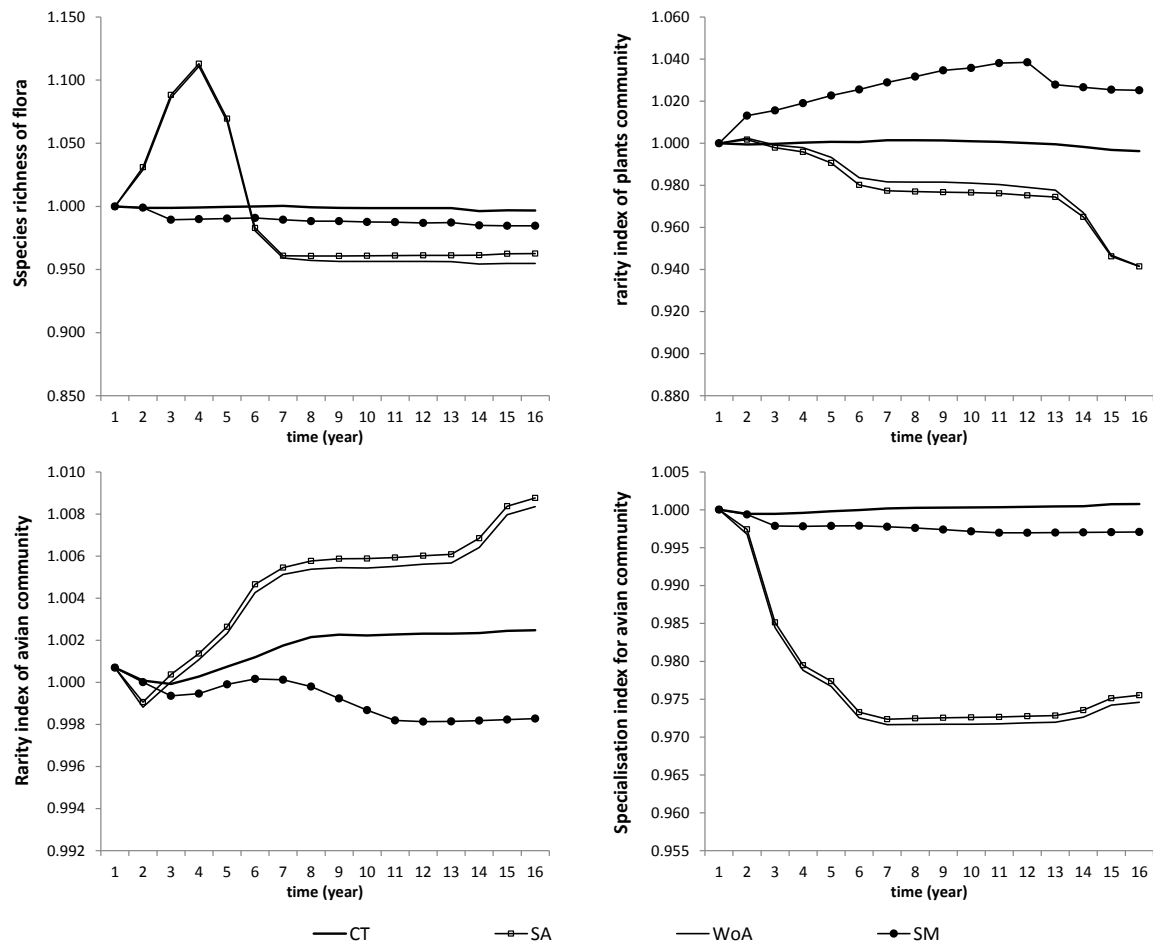 Sspecies richness of flora
1.150
1.100
1.050
1.000
0.950
0.900
0.850
1 2 3 4 5 6 7 8 9 10 11 12 13 14 15 16
time (year)
rarity index of plants community
1.060
1.040
1.020
1.000
0.980
0.960
0.940
0.920
0.900
0.880
1 2 3 4 5 6 7 8 9 10 11 12 13 14 15 16
time (year)
Rarity index of avian community
1.010
1.008
1.006
1.004
1.002
1.000
0.998
0.996
0.994
0.992
1 2 3 4 5 6 7 8 9 10 11 12 13 14 15 16
time (year)
Specialisation index for avian community
1.005
1.000
0.995
0.990
0.985
0.980
0.975
0.970
0.965
0.960
0.955
1 2 3 4 5 6 7 8 9 10 11 12 13 14 15 16
time (year)
CT SA WoA SM